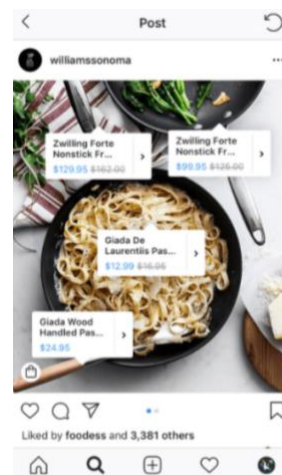 Post
williamssonoma
Zwilling Forte
Nonstick Fr...
$129.95 $162.00
Zwilling Forte
Nonstick Fr...
$99.95 $125.00
Giada De
Laurentiis Pas...
$12.99 $16.95
Giada Wood
Handled Pas...
$24.95
Liked by foodess and 3,381 others